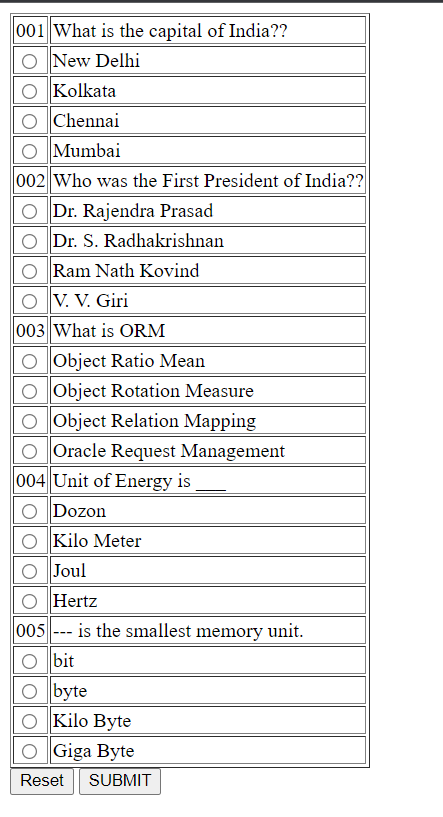 001 What is the capital of India??
New Delhi
Kolkata
Chennai
Mumbai
002 Who was the First President of India??
Dr. Rajendra Prasad
Dr. S. Radhakrishnan
Ram Nath Kovind
V. V. Giri
003 What is ORM
Object Ratio Mean
Object Rotation Measure
Object Relation Mapping
Oracle Request Management
004 Unit of Energy is ___
Dozon
Kilo Meter
Joul
Hertz
005 --- is the smallest memory unit.
bit
byte
Kilo Byte
Giga Byte
Reset SUBMIT